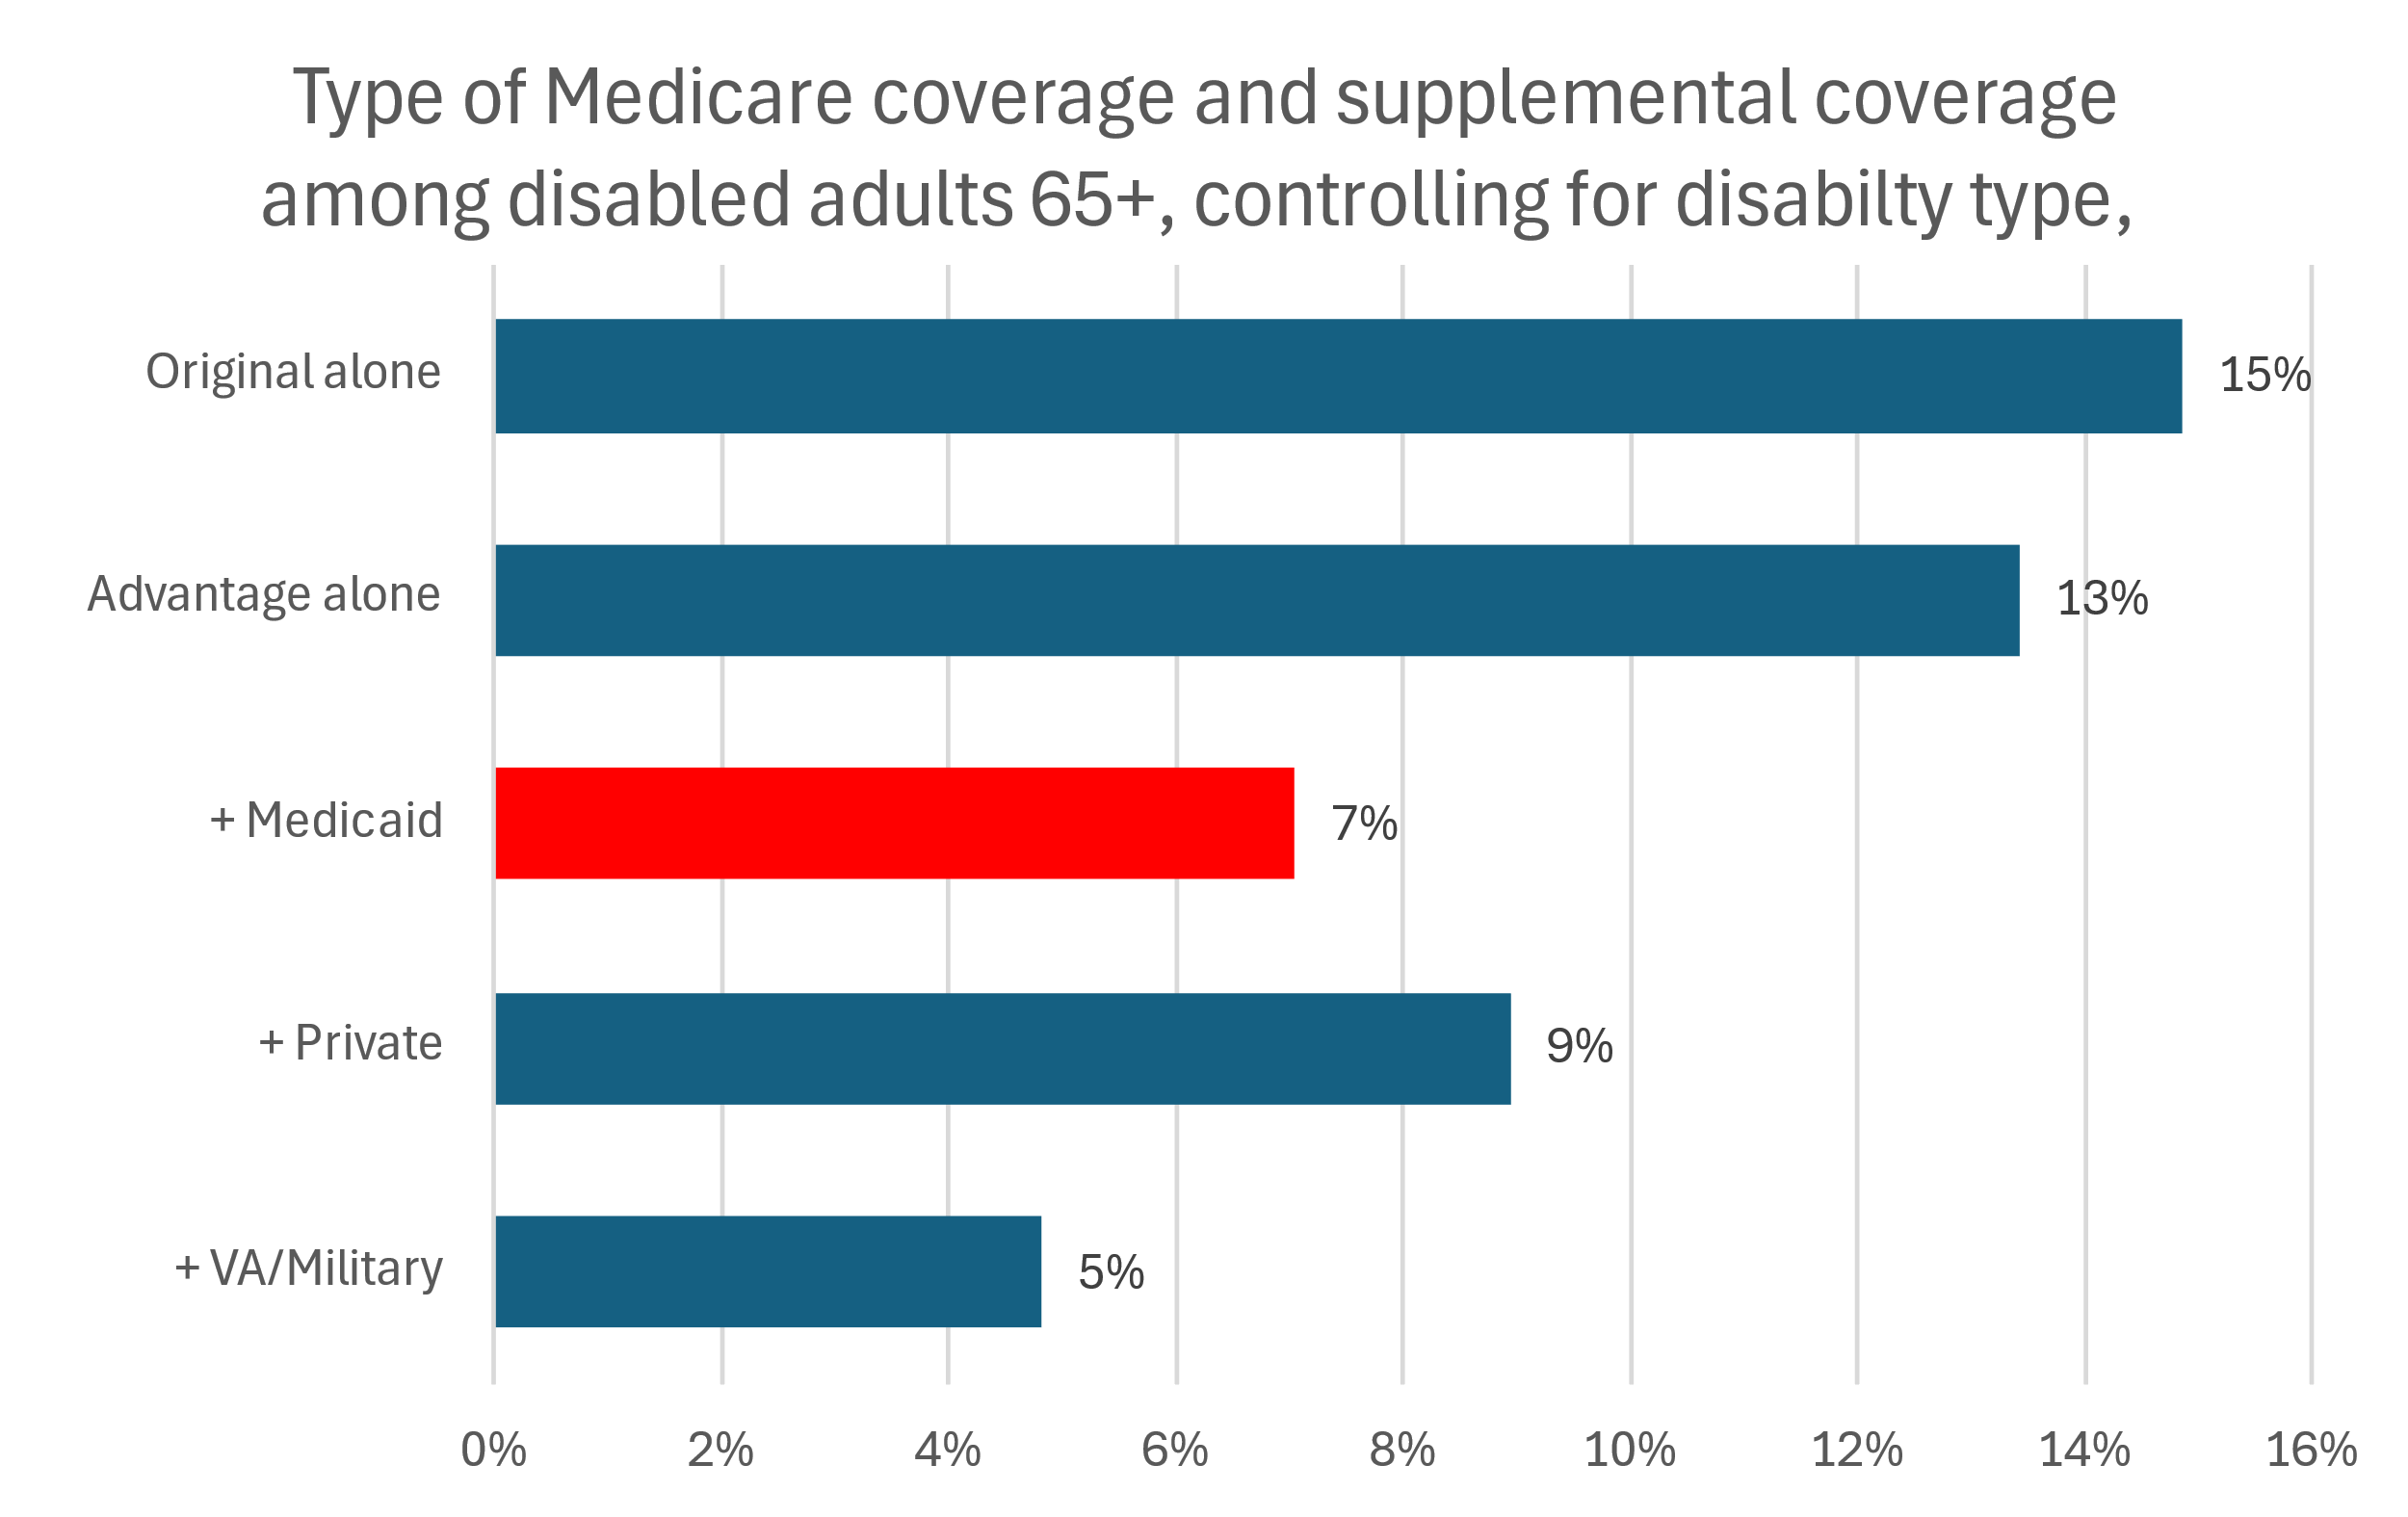 Type of Medicare coverage and supplemental coverage
among disabled adults 65+, controlling for disabilty type,
Original alone 15%
Advantage alone 13%
+ Medicaid 7%
+ Private 9%
+ VA/Military 5%
0% 2% 4% 6% 8% 10% 12% 14% 16%